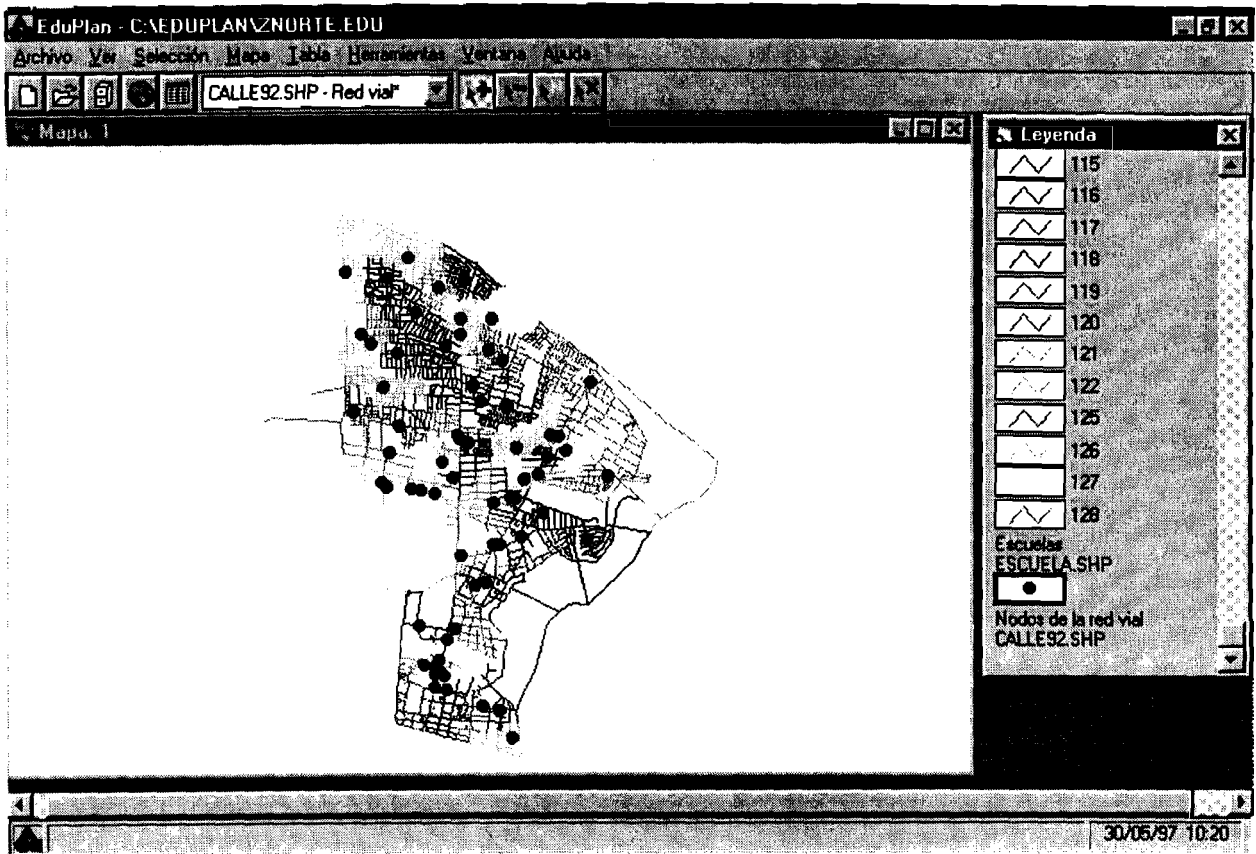 EduPlan - C:\EDUPLAN\ZNORTE.EDU
Archivo Ver Selección Mapa Tabla Herramientas Ventana Ayuda
CALLE92.SHP - Red vial*
Mapa: 1
Leyenda
115
116
117
118
119
120
121
122
125
126
127
128
Escuelas
ESCUELA.SHP
Nodos de la red vial
CALLE92.SHP
30/05/97 10:20